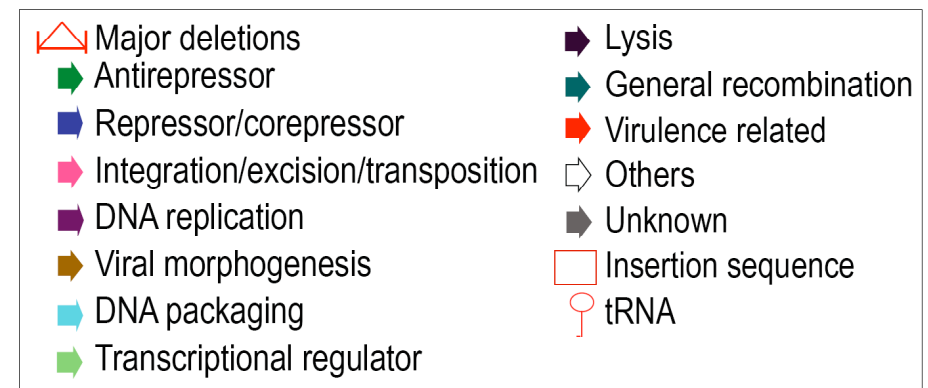 Major deletions
Antirepressor
Repressor/corepressor
Integration/excision/transposition
DNA replication
Viral morphogenesis
DNA packaging
Transcriptional regulator
Lysis
General recombination
Virulence related
Others
Unknown
Insertion sequence
tRNA